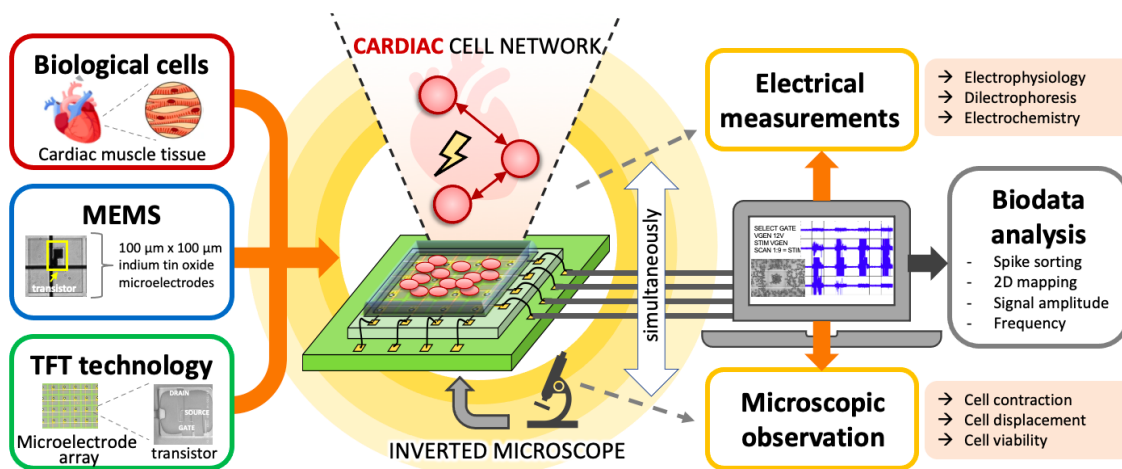 Biological cells
Cardiac muscle tissue
MEMS
transistor
100 µm x 100 µm
indium tin oxide
microelectrodes
TFT technology
DRAIN
SOURCE
GATE
Microelectrode
array
transistor
CARDIAC CELL NETWORK
INVERTED MICROSCOPE
simultaneously
Electrical
measurements
→ Electrophysiology
→ Dilectrophoresis
→ Electrochemistry
SELECT GATE
VGEN 12V
STIM VGEN
SCAN 1:9 = STIM
Biodata
analysis
- Spike sorting
- 2D mapping
- Signal amplitude
- Frequency
Microscopic
observation
→ Cell contraction
→ Cell displacement
→ Cell viability